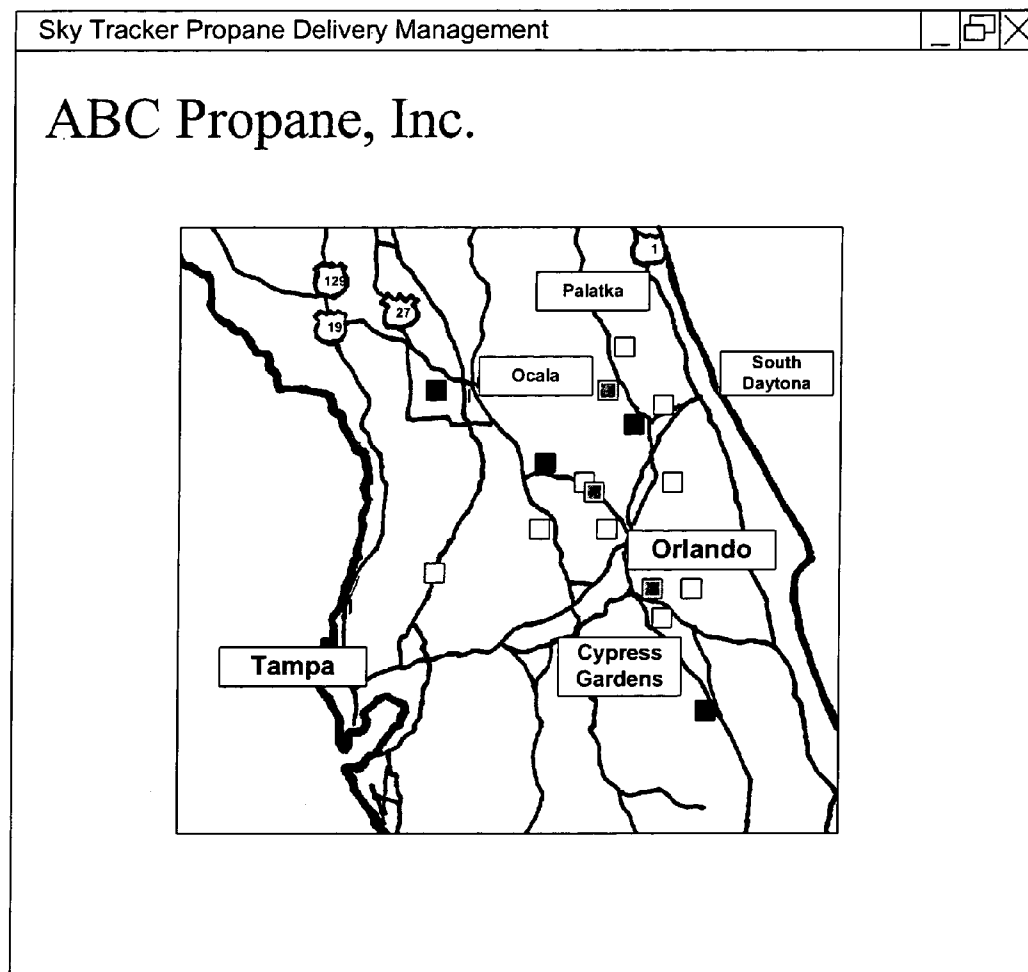 Sky Tracker Propane Delivery Management
ABC Propane, Inc.
1
129
Palatka
27
19
South
Daytona
Ocala
Orlando
Cypress
Gardens
Tampa